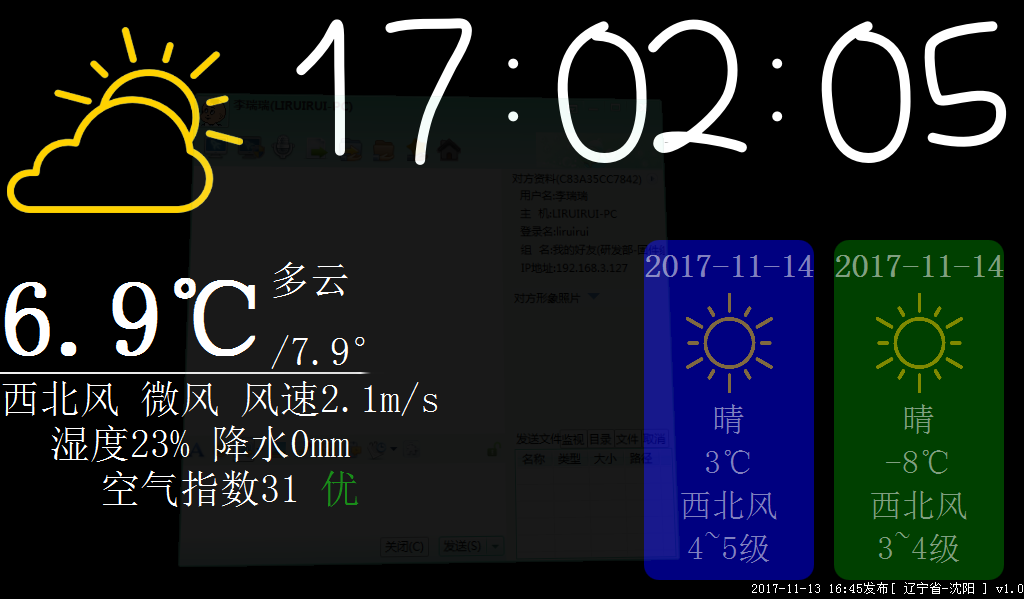 17:02:05
李瑞瑞(LIRUIRUI-PC)
对方资料(C83A35CC7842)
用户名:李瑞瑞
主 机:LIRUIRUI-PC
登录名:liruirui
组 名:我的好友(研发部-固件)
IP地址:192.168.3.127
对方形象照片
6.9℃
多云
/7.9°
西北风 微风 风速2.1m/s
湿度23% 降水0mm
空气指数31 优
2017-11-14
晴
3℃
西北风
4~5级
2017-11-14
晴
-8℃
西北风
3~4级
发送文件监视 目录 文件 取消
名称 类型 大小 路径
关闭(C) 发送(S)
2017-11-13 16:45发布[ 辽宁省-沈阳 ] v1.0